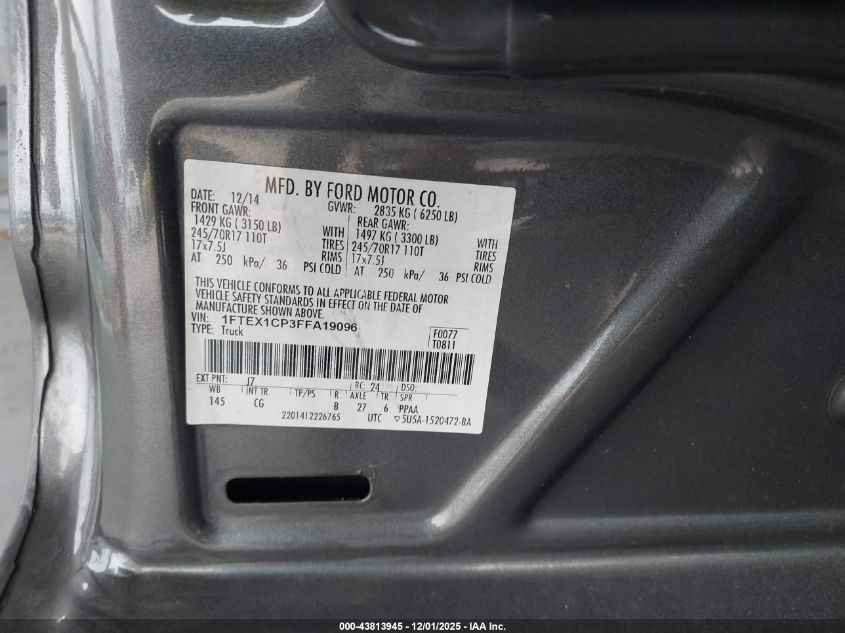 MFD. BY FORD MOTOR CO.
DATE: 12/14 GVWR: 2835 KG ( 6250 LB)
FRONT GAWR: REAR GAWR:
1429 KG ( 3150 LB) WITH 1497 KG ( 3300 LB) WITH
245/70R17 110T TIRES 245/70R17 110T TIRES
17x7.5J RIMS 17x7.5J RIMS
AT 250 kPa/ 36 PSI COLD AT 250 kPa/ 36 PSI COLD
THIS VEHICLE CONFORMS TO ALL APPLICABLE FEDERAL MOTOR
VEHICLE SAFETY STANDARDS IN EFFECT ON THE DATE OF
MANUFACTURE SHOWN ABOVE.
VIN: 1FTEX1CP3FFA19096 F0077
TYPE: Truck T0811
EXT PNT: J7 RC: 24 DSO:
WB INT TR TP/PS R AXLE TR SPR
145 CG B 27 6 PPAA
2201412226765 UTC ▽5U5A-1520472-BA
000-43813945 - 12/01/2025 - IAA Inc.